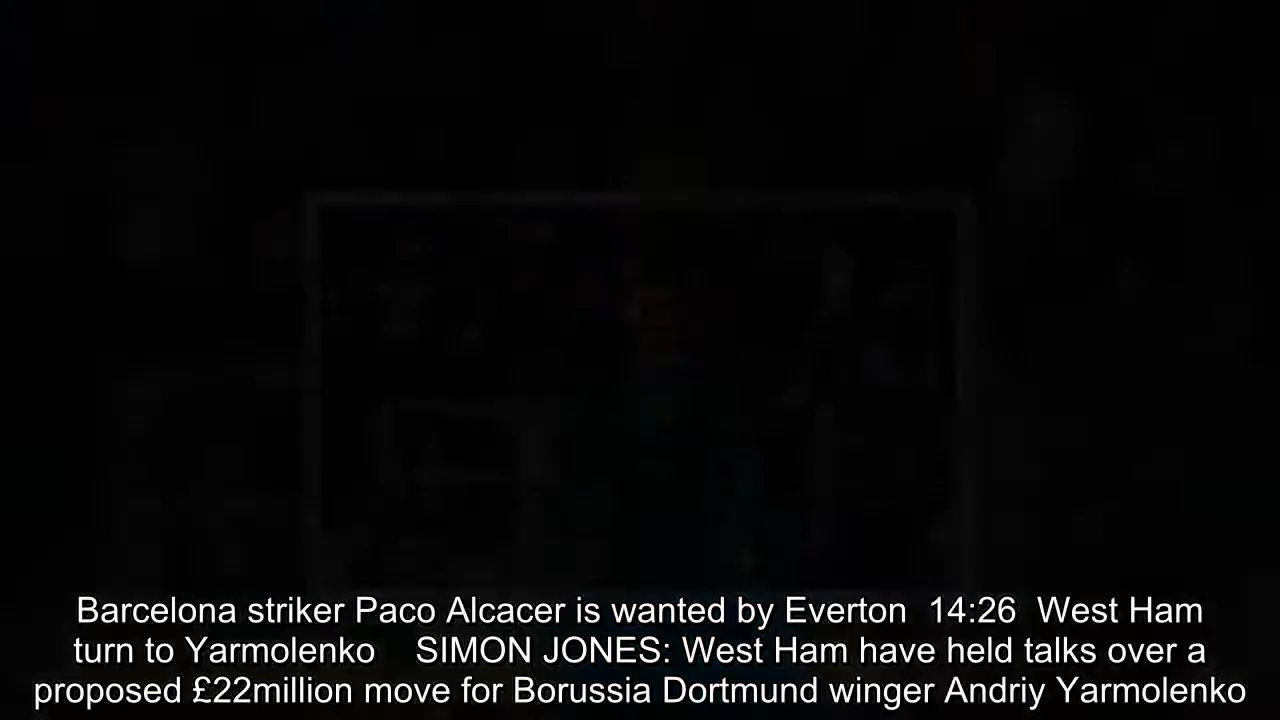 Barcelona striker Paco Alcacer is wanted by Everton  14:26  West Ham
turn to Yarmolenko    SIMON JONES: West Ham have held talks over a
proposed £22million move for Borussia Dortmund winger Andriy Yarmolenko